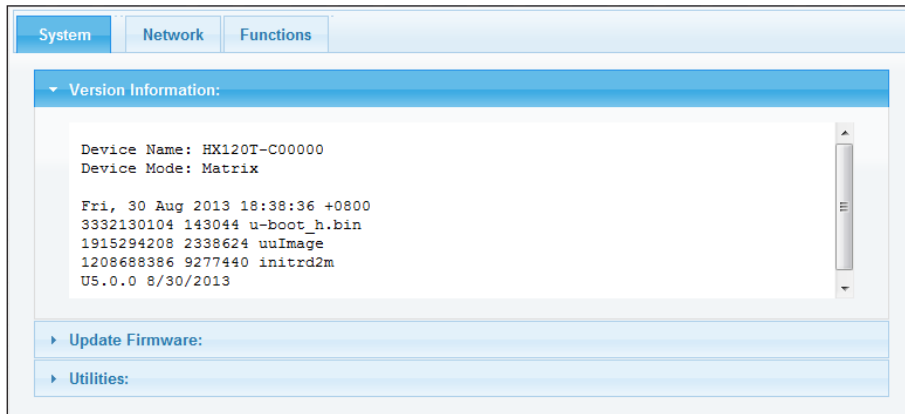 System Network Functions
Version Information:
Device Name: HX120T-C00000
Device Mode: Matrix
Fri, 30 Aug 2013 18:38:36 +0800
3332130104 143044 u-boot_h.bin
1915294208 2338624 uuImage
1208688386 9277440 initrd2m
U5.0.0 8/30/2013
Update Firmware:
Utilities: